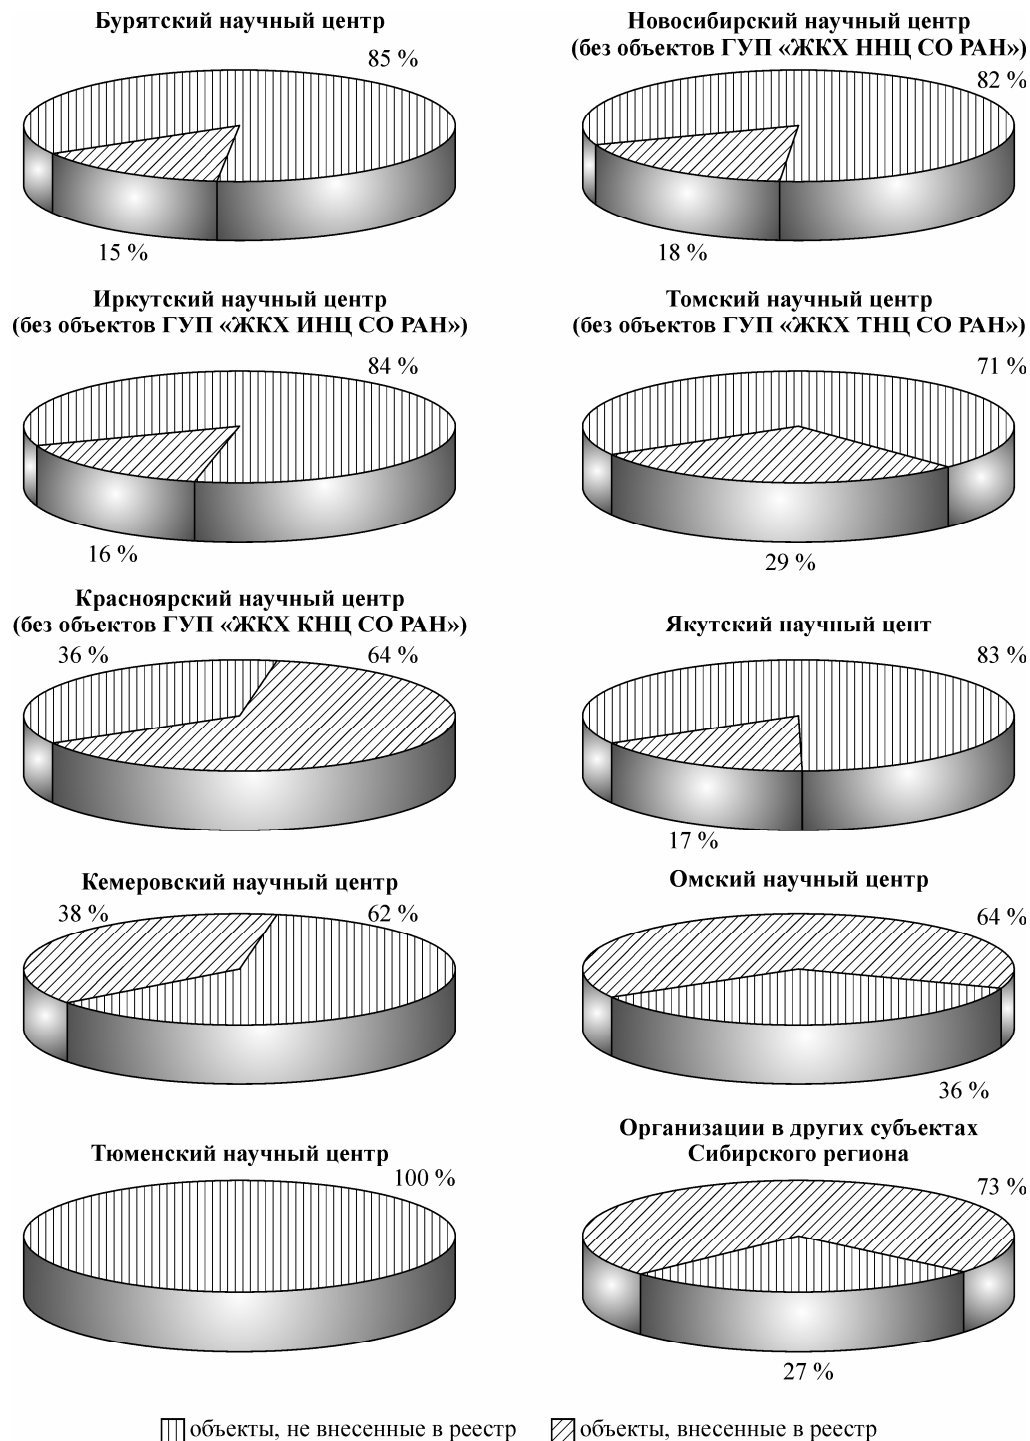 Бурятский научный центр
85 %
15 %
Новосибирский научный центр
(без объектов ГУП «ЖКХ ННЦ СО РАН»)
82 %
18 %
Иркутский научный центр
(без объектов ГУП «ЖКХ ИНЦ СО РАН»)
84 %
16 %
Томский научный центр
(без объектов ГУП «ЖКХ ТНЦ СО РАН»)
71 %
29 %
Красноярский научный центр
(без объектов ГУП «ЖКХ КНЦ СО РАН»)
36 %
64 %
Якутский научный цент
83 %
17 %
Кемеровский научный центр
38 %
62 %
Омский научный центр
64 %
36 %
Тюменский научный центр
100 %
Организации в других субъектах
Сибирского региона
73 %
27 %
объекты, не внесенные в реестр
объекты, внесенные в реестр